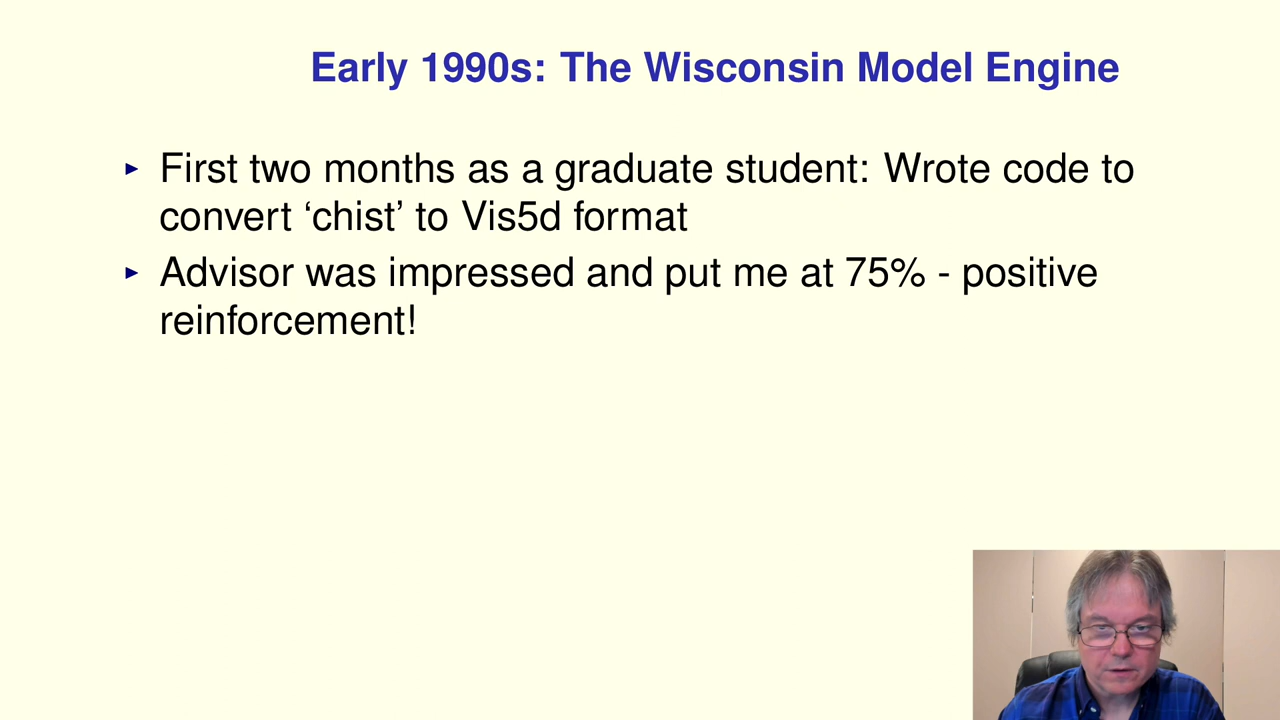 Early 1990s: The Wisconsin Model Engine
First two months as a graduate student: Wrote code to
convert ‘chist’ to Vis5d format
Advisor was impressed and put me at 75% - positive
reinforcement!